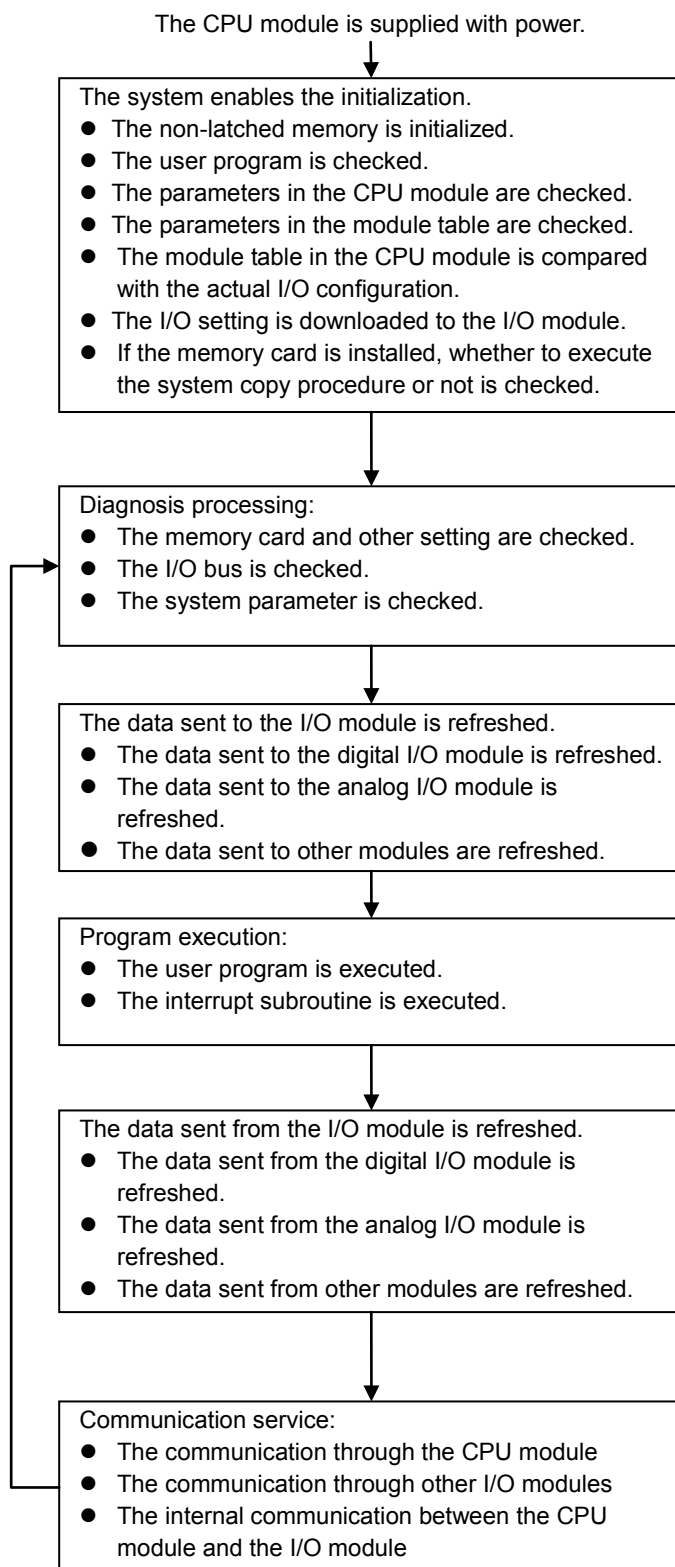 The CPU module is supplied with power.
The system enables the initialization.
● The non-latched memory is initialized.
● The user program is checked.
● The parameters in the CPU module are checked.
● The parameters in the module table are checked.
● The module table in the CPU module is compared
with the actual I/O configuration.
● The I/O setting is downloaded to the I/O module.
● If the memory card is installed, whether to execute
the system copy procedure or not is checked.
Diagnosis processing:
● The memory card and other setting are checked.
● The I/O bus is checked.
● The system parameter is checked.
The data sent to the I/O module is refreshed.
● The data sent to the digital I/O module is refreshed.
● The data sent to the analog I/O module is
refreshed.
● The data sent to other modules are refreshed.
Program execution:
● The user program is executed.
● The interrupt subroutine is executed.
The data sent from the I/O module is refreshed.
● The data sent from the digital I/O module is
refreshed.
● The data sent from the analog I/O module is
refreshed.
● The data sent from other modules are refreshed.
Communication service:
● The communication through the CPU module
● The communication through other I/O modules
● The internal communication between the CPU
module and the I/O module